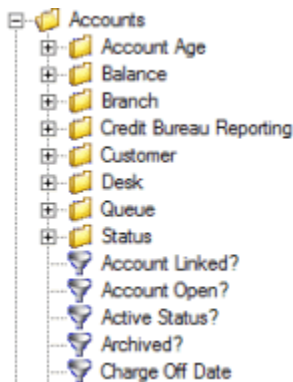 Accounts
Account Age
Balance
Branch
Credit Bureau Reporting
Customer
Desk
Queue
Status
Account Linked?
Account Open?
Active Status?
Archived?
Charge Off Date